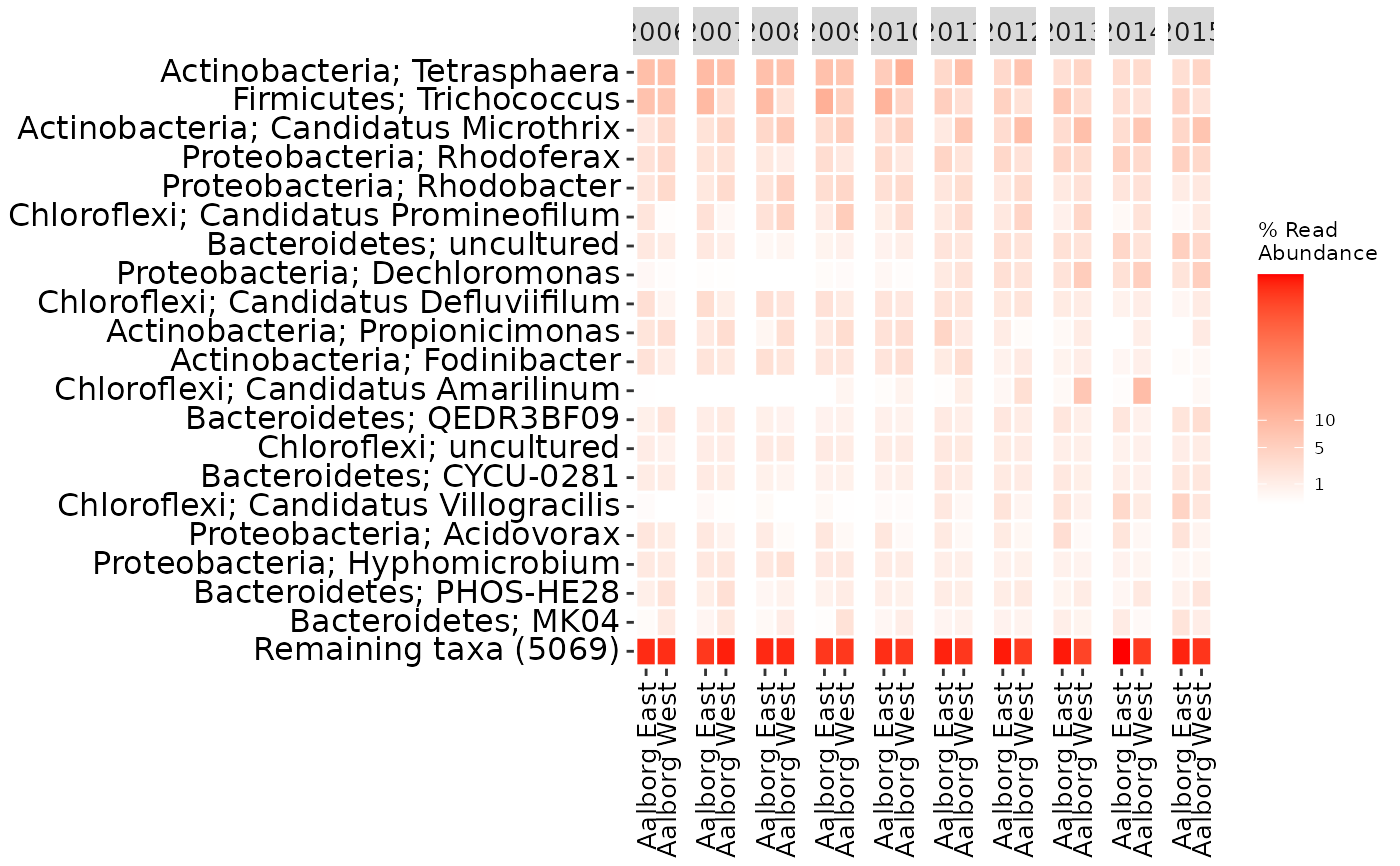 2006 2007 2008 2009 2010 2011 2012 2013 2014 2015
Actinobacteria; Tetrasphaera
Firmicutes; Trichococcus
Actinobacteria; Candidatus Microthrix
Proteobacteria; Rhodoferax
Proteobacteria; Rhodobacter
Chloroflexi; Candidatus Promineofilum
Bacteroidetes; uncultured
Proteobacteria; Dechloromonas
Chloroflexi; Candidatus Defluviifilum
Actinobacteria; Propionicimonas
Actinobacteria; Fodinibacter
Chloroflexi; Candidatus Amarilinum
Bacteroidetes; QEDR3BF09
Chloroflexi; uncultured
Bacteroidetes; CYCU-0281
Chloroflexi; Candidatus Villogracilis
Proteobacteria; Acidovorax
Proteobacteria; Hyphomicrobium
Bacteroidetes; PHOS-HE28
Bacteroidetes; MK04
Remaining taxa (5069)
Aalborg East
Aalborg West
Aalborg East
Aalborg West
Aalborg East
Aalborg West
Aalborg East
Aalborg West
Aalborg East
Aalborg West
Aalborg East
Aalborg West
Aalborg East
Aalborg West
Aalborg East
Aalborg West
Aalborg East
Aalborg West
Aalborg East
Aalborg West
% Read
Abundance
10
5
1